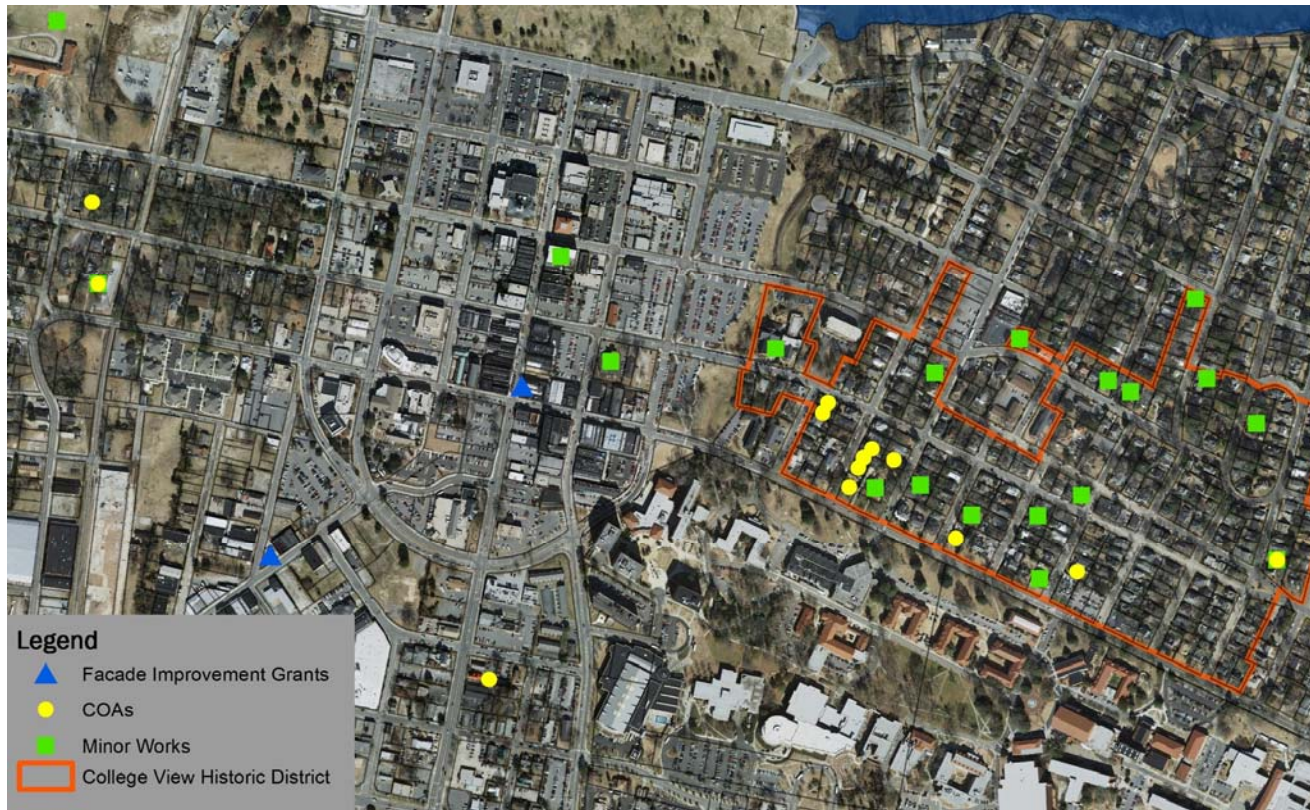 Legend
Facade Improvement Grants
COAs
Minor Works
College View Historic District